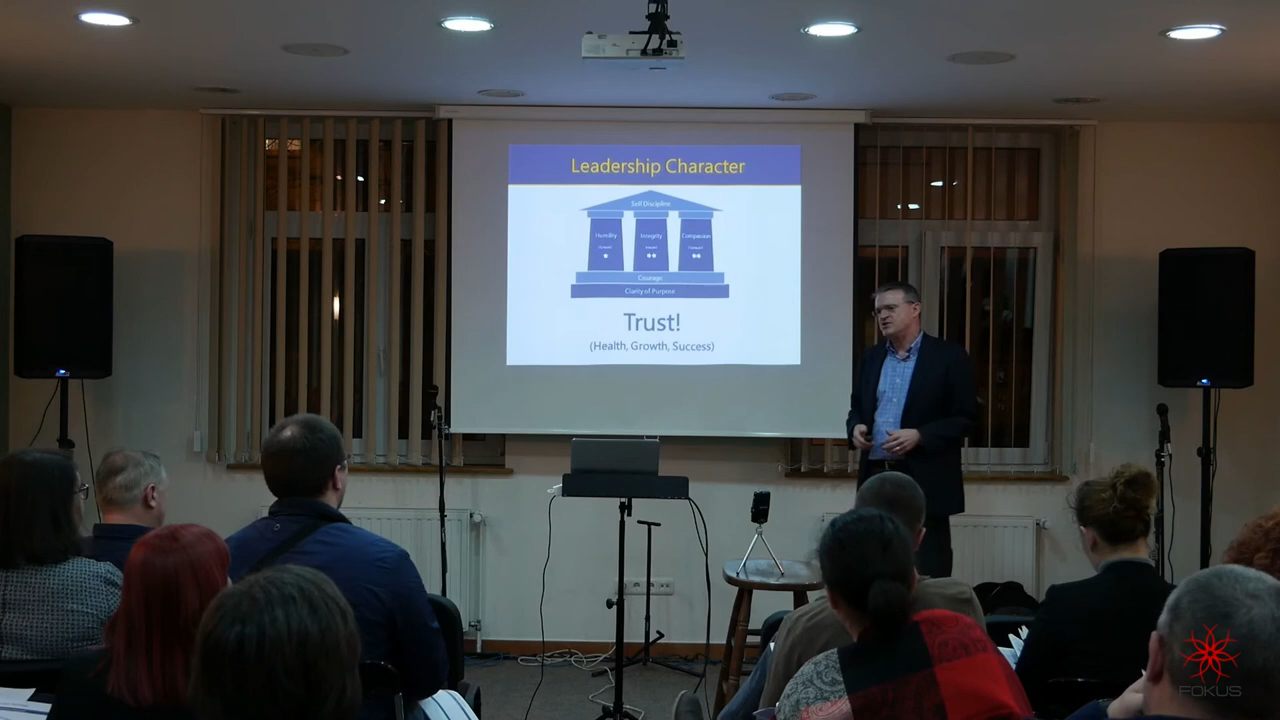 Leadership Character
Self Discipline
Humility
Integrity
Compassion
Courage
Clarity of Purpose
Trust!
(Health, Growth, Success)
FOKUS